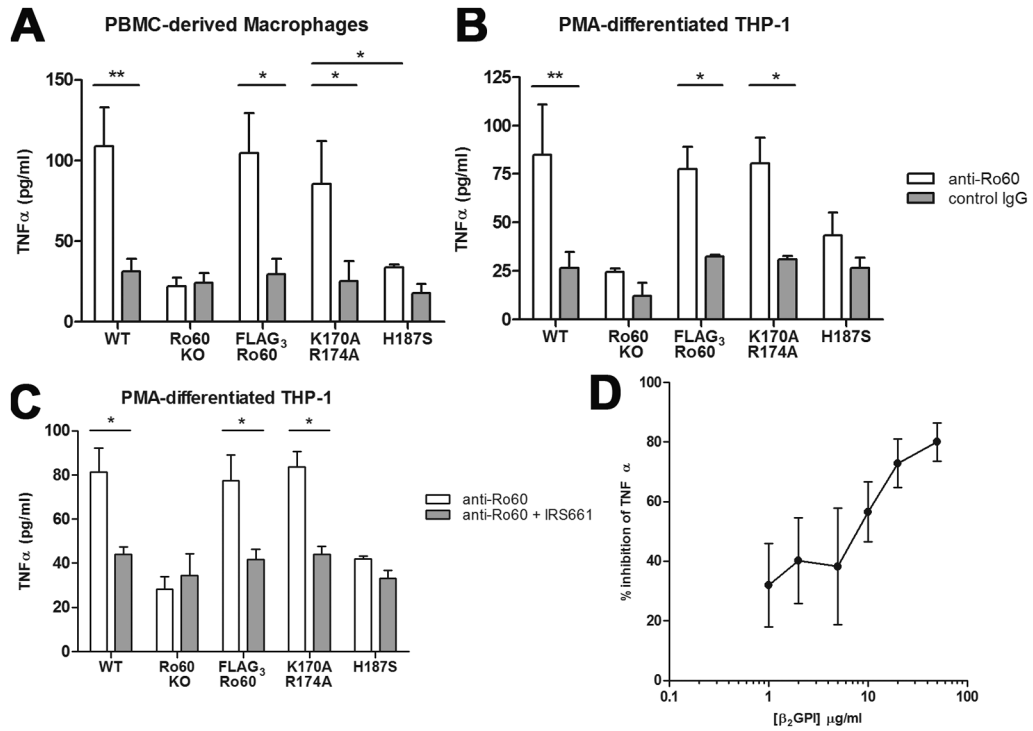 A
PBMC-derived Macrophages
TNFα (pg/ml)
150
100
50
0
**
*
*
*
WT
Ro60
KO
FLAG₃
Ro60
K170A
R174A
H187S
B
PMA-differentiated THP-1
TNFα (pg/ml)
125
100
75
50
25
0
**
*
*
WT
Ro60
KO
FLAG₃
Ro60
K170A
R174A
H187S
anti-Ro60
control IgG
C
PMA-differentiated THP-1
TNFα (pg/ml)
100
80
60
40
20
0
*
*
*
WT
Ro60
KO
FLAG₃
Ro60
K170A
R174A
H187S
anti-Ro60
anti-Ro60 + IRS661
D
% inhibition of TNF α
100
80
60
40
20
0
0.1
1
10
100
[β₂GPI] μg/ml